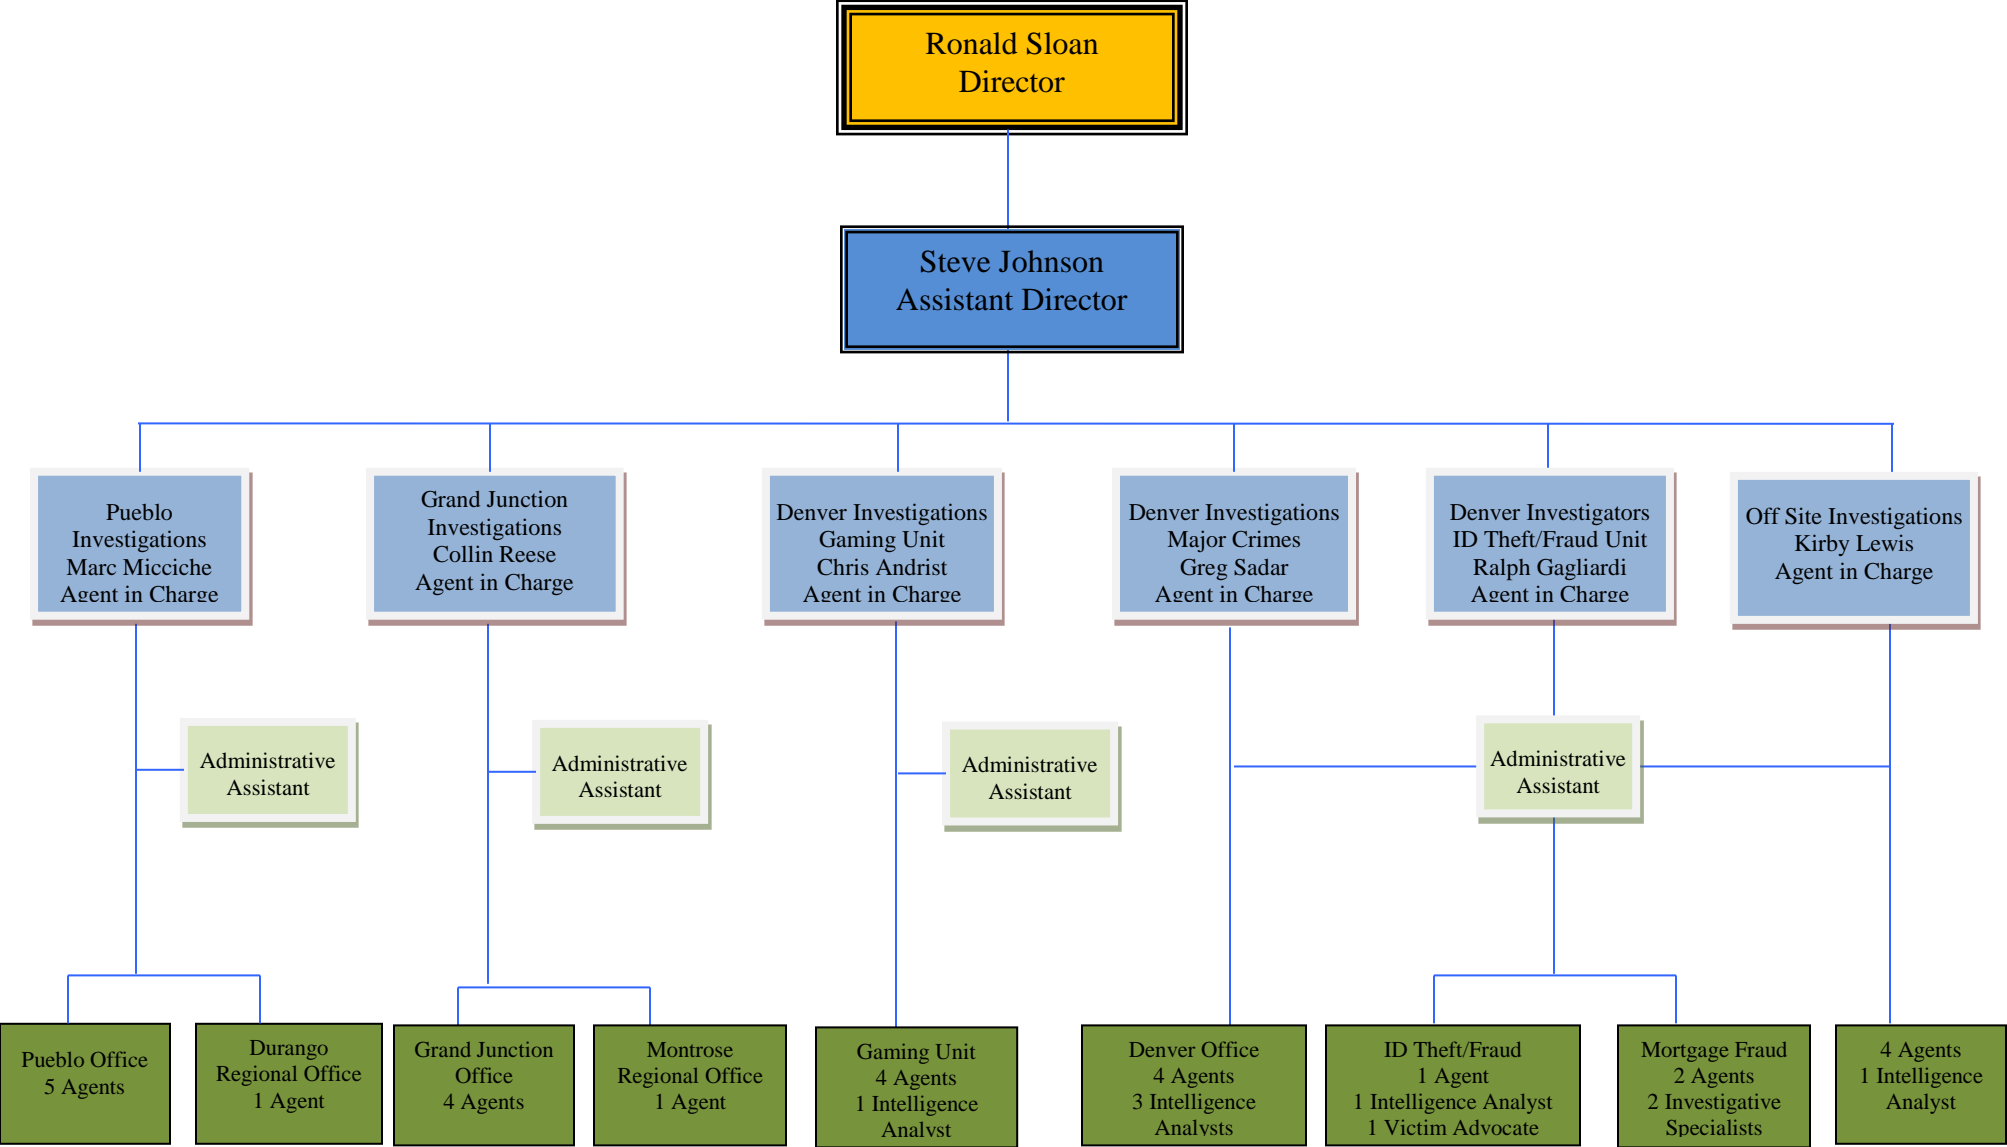 Ronald Sloan
Director
Steve Johnson
Assistant Director
Pueblo
Investigations
Marc Micciche
Agent in Charge
Grand Junction
Investigations
Collin Reese
Agent in Charge
Denver Investigations
Gaming Unit
Chris Andrist
Agent in Charge
Denver Investigations
Major Crimes
Greg Sadar
Agent in Charge
Denver Investigators
ID Theft/Fraud Unit
Ralph Gagliardi
Agent in Charge
Off Site Investigations
Kirby Lewis
Agent in Charge
Administrative
Assistant
Administrative
Assistant
Administrative
Assistant
Administrative
Assistant
Pueblo Office
5 Agents
Durango
Regional Office
1 Agent
Grand Junction
Office
4 Agents
Montrose
Regional Office
1 Agent
Gaming Unit
4 Agents
1 Intelligence
Analyst
Denver Office
4 Agents
3 Intelligence
Analysts
ID Theft/Fraud
1 Agent
1 Intelligence Analyst
1 Victim Advocate
Mortgage Fraud
2 Agents
2 Investigative
Specialists
4 Agents
1 Intelligence
Analyst